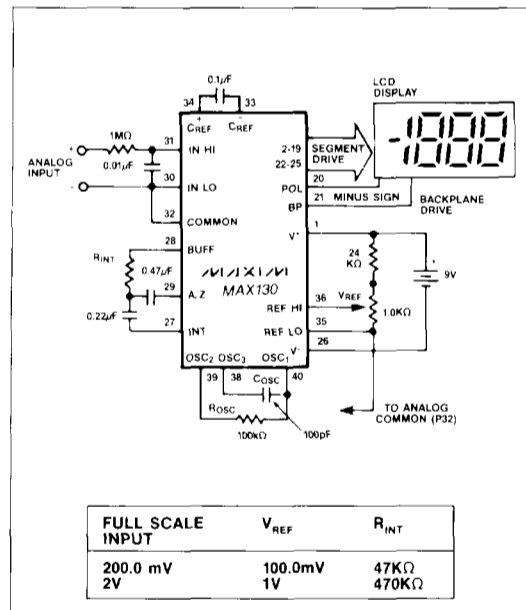 0.1µF
34
33
LCD
DISPLAY
C+REF
C-REF
1MΩ
31
IN HI
2-19
SEGMENT
DRIVE
22-25
-1888
ANALOG
INPUT
+
-
0.01µF
30
IN LO
20
POL
MINUS SIGN
32
COMMON
21
BP
BACKPLANE
DRIVE
28
BUFF
1
V+
RINT
0.47µF
24
KΩ
+
9V
MAXIM
MAX130
29
A/Z
36
REF HI
VREF
1.0KΩ
0.22µF
27
INT
35
REF LO
26
V-
OSC2
OSC3
OSC1
39
38
COSC
40
ROSC
100kΩ
100pF
TO ANALOG
COMMON (P32)
FULL SCALE INPUT VREF RINT
200.0 mV 100.0mV 47KΩ
2V 1V 470KΩ